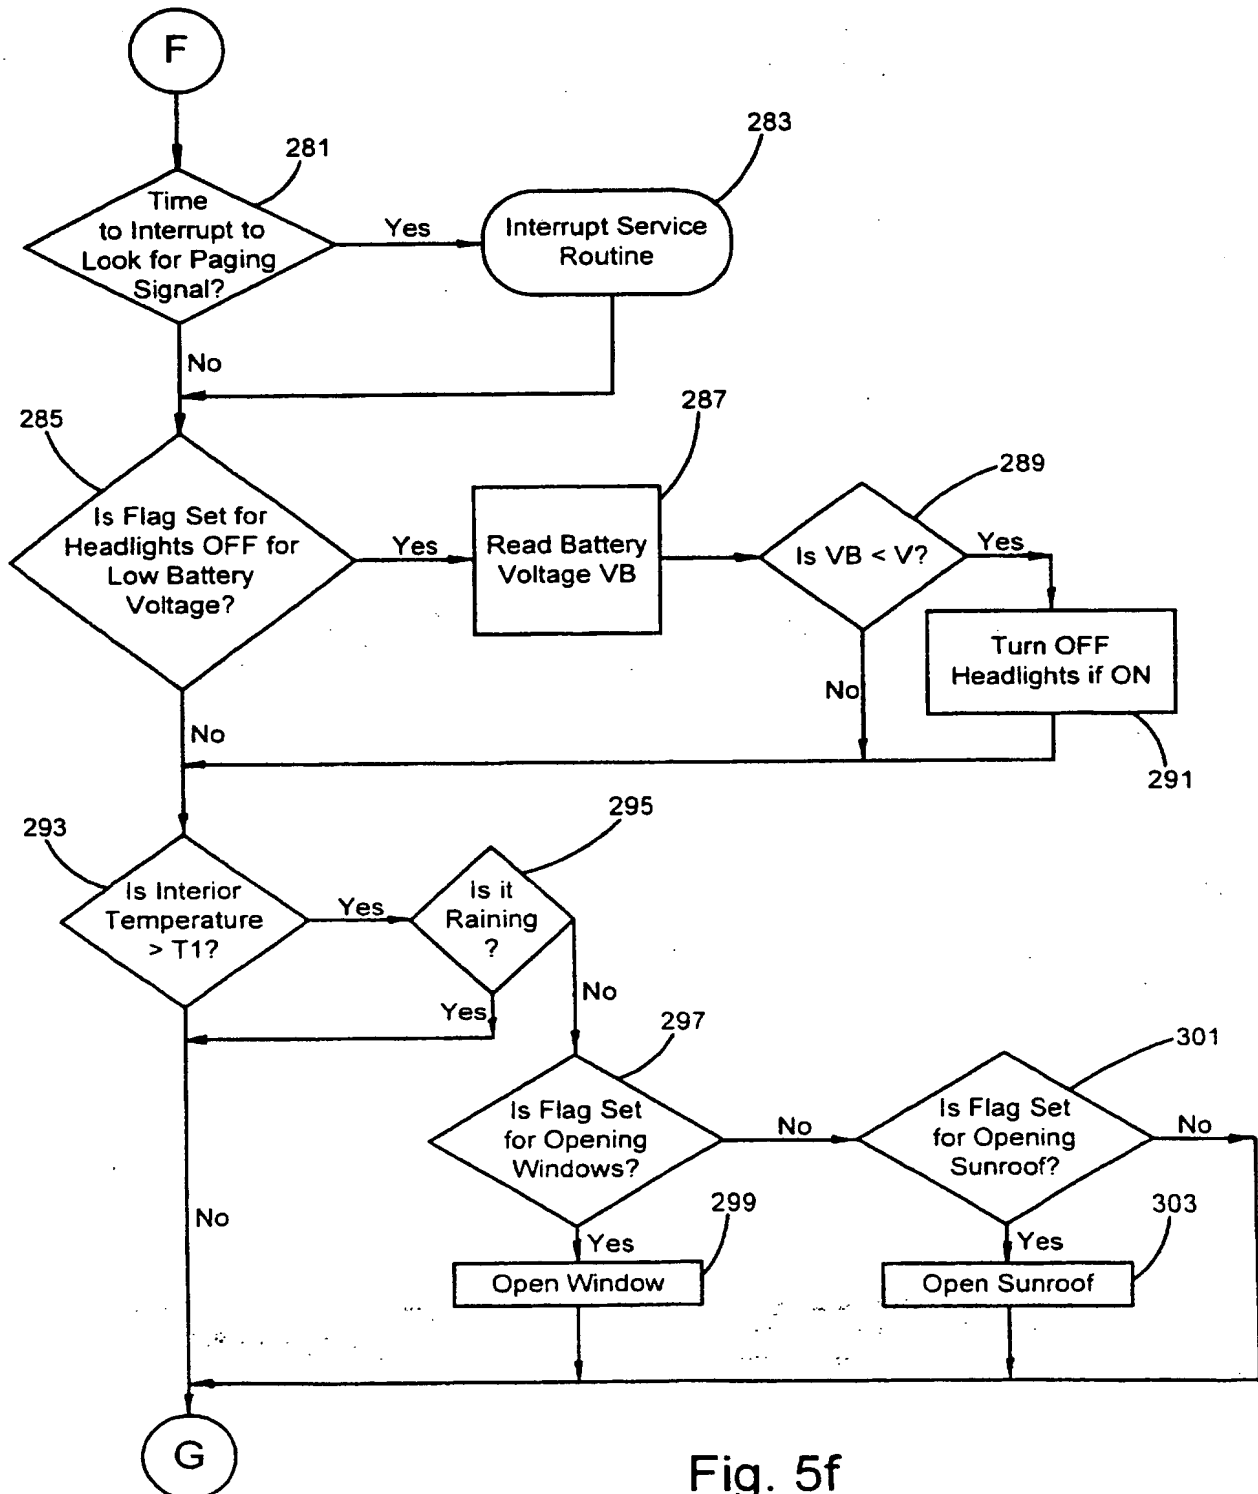 F
281
283
Time
to Interrupt to
Look for Paging
Signal?
Yes
Interrupt Service
Routine
No
285
287
289
Is Flag Set for
Headlights OFF for
Low Battery
Voltage?
Yes
Read Battery
Voltage VB
Is VB < V?
Yes
Turn OFF
Headlights if ON
No
No
291
293
295
Is Interior
Temperature
> T1?
Yes
Is it
Raining
?
Yes
No
297
301
Is Flag Set
for Opening
Windows?
No
Is Flag Set
for Opening
Sunroof?
No
No
299
303
Yes
Open Window
Yes
Open Sunroof
G
Fig. 5f